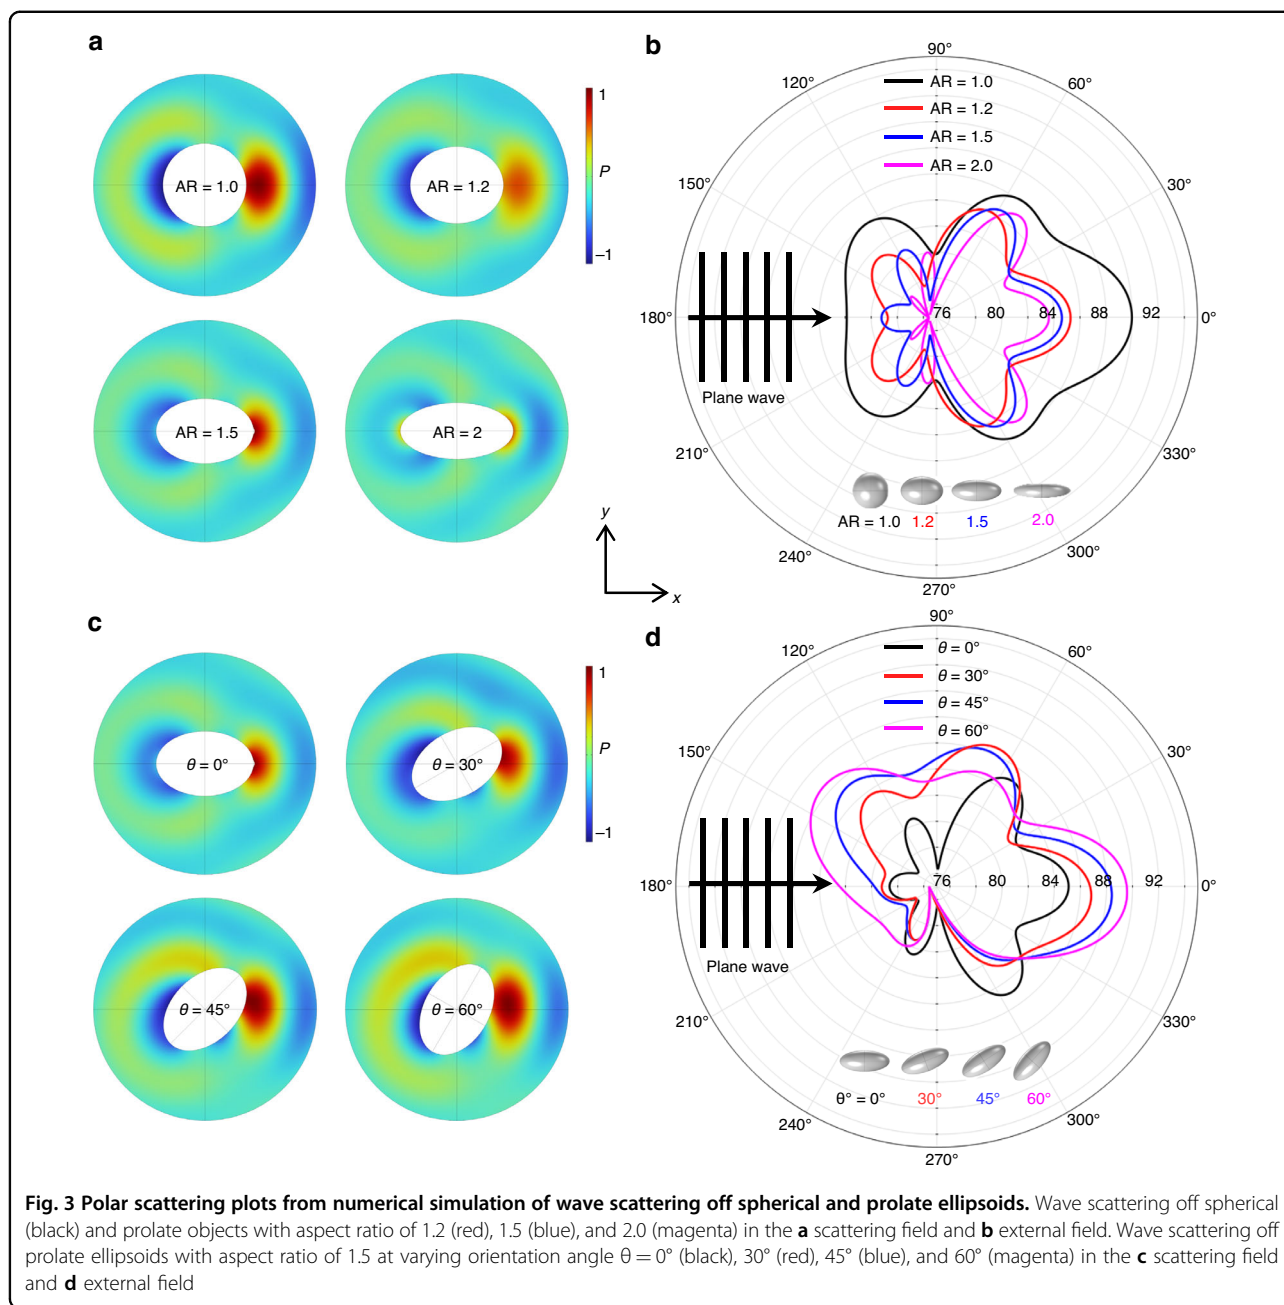 a
AR = 1.0
AR = 1.2
1
P
–1
AR = 1.5
AR = 2
b
90°
120°
60°
AR = 1.0
AR = 1.2
AR = 1.5
AR = 2.0
150°
30°
180°
76
80
84
88
92
0°
Plane wave
210°
330°
AR = 1.0
1.2
1.5
2.0
240°
300°
270°
y
x
c
θ = 0°
θ = 30°
1
P
–1
θ = 45°
θ = 60°
d
90°
120°
60°
θ = 0°
θ = 30°
θ = 45°
θ = 60°
150°
30°
180°
76
80
84
88
92
0°
Plane wave
210°
330°
θ° = 0°
30°
45°
60°
240°
300°
270°
Fig. 3 Polar scattering plots from numerical simulation of wave scattering off spherical and prolate ellipsoids. Wave scattering off spherical
(black) and prolate objects with aspect ratio of 1.2 (red), 1.5 (blue), and 2.0 (magenta) in the a scattering field and b external field. Wave scattering off
prolate ellipsoids with aspect ratio of 1.5 at varying orientation angle θ = 0° (black), 30° (red), 45° (blue), and 60° (magenta) in the c scattering field
and d external field